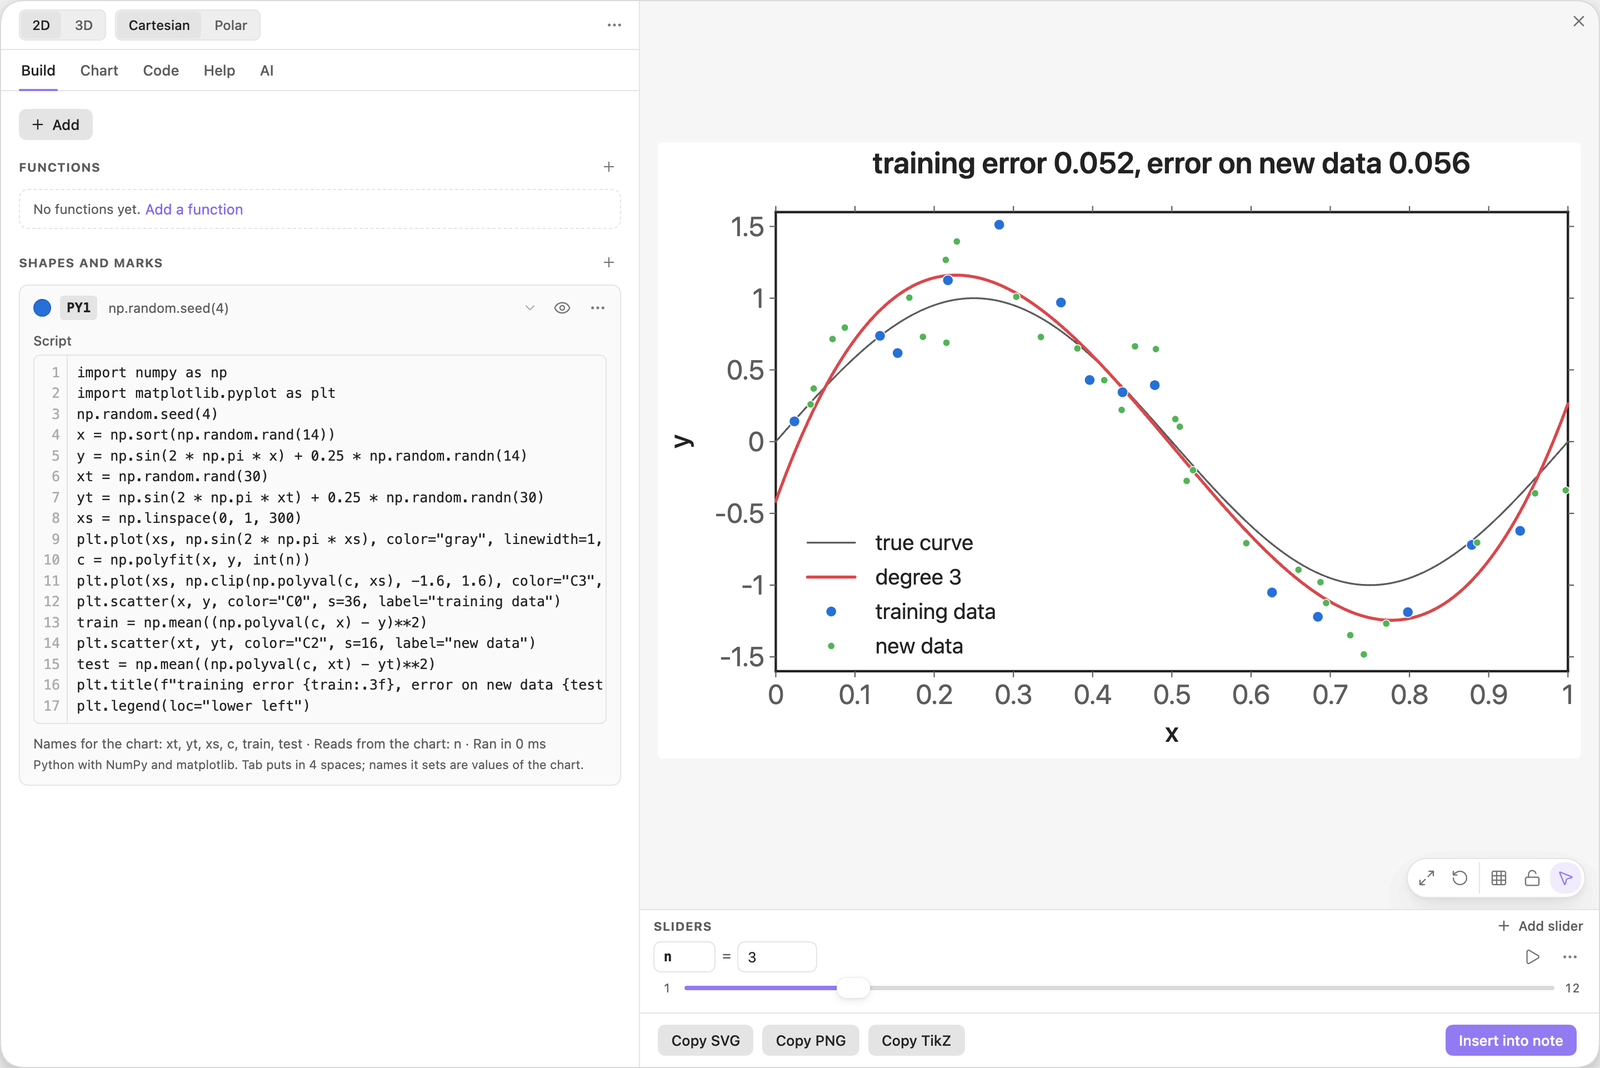 2D 3D Cartesian Polar
Build Chart Code Help AI
+ Add
FUNCTIONS
No functions yet. Add a function
SHAPES AND MARKS
PY1 np.random.seed(4)
Script
1 import numpy as np
2 import matplotlib.pyplot as plt
3 np.random.seed(4)
4 x = np.sort(np.random.rand(14))
5 y = np.sin(2 * np.pi * x) + 0.25 * np.random.randn(14)
6 xt = np.random.rand(30)
7 yt = np.sin(2 * np.pi * xt) + 0.25 * np.random.randn(30)
8 xs = np.linspace(0, 1, 300)
9 plt.plot(xs, np.sin(2 * np.pi * xs), color="gray", linewidth=1,
10 c = np.polyfit(x, y, int(n))
11 plt.plot(xs, np.clip(np.polyval(c, xs), -1.6, 1.6), color="C3",
12 plt.scatter(x, y, color="C0", s=36, label="training data")
13 train = np.mean((np.polyval(c, x) - y)**2)
14 plt.scatter(xt, yt, color="C2", s=16, label="new data")
15 test = np.mean((np.polyval(c, xt) - yt)**2)
16 plt.title(f"training error {train:.3f}, error on new data {test
17 plt.legend(loc="lower left")
Names for the chart: xt, yt, xs, c, train, test · Reads from the chart: n · Ran in 0 ms
Python with NumPy and matplotlib. Tab puts in 4 spaces; names it sets are values of the chart.
training error 0.052, error on new data 0.056
1.5
1
0.5
0
-0.5
-1
-1.5
y
true curve
degree 3
training data
new data
0 0.1 0.2 0.3 0.4 0.5 0.6 0.7 0.8 0.9 1
x
SLIDERS
+ Add slider
n = 3
1 12
Copy SVG Copy PNG Copy TikZ
Insert into note